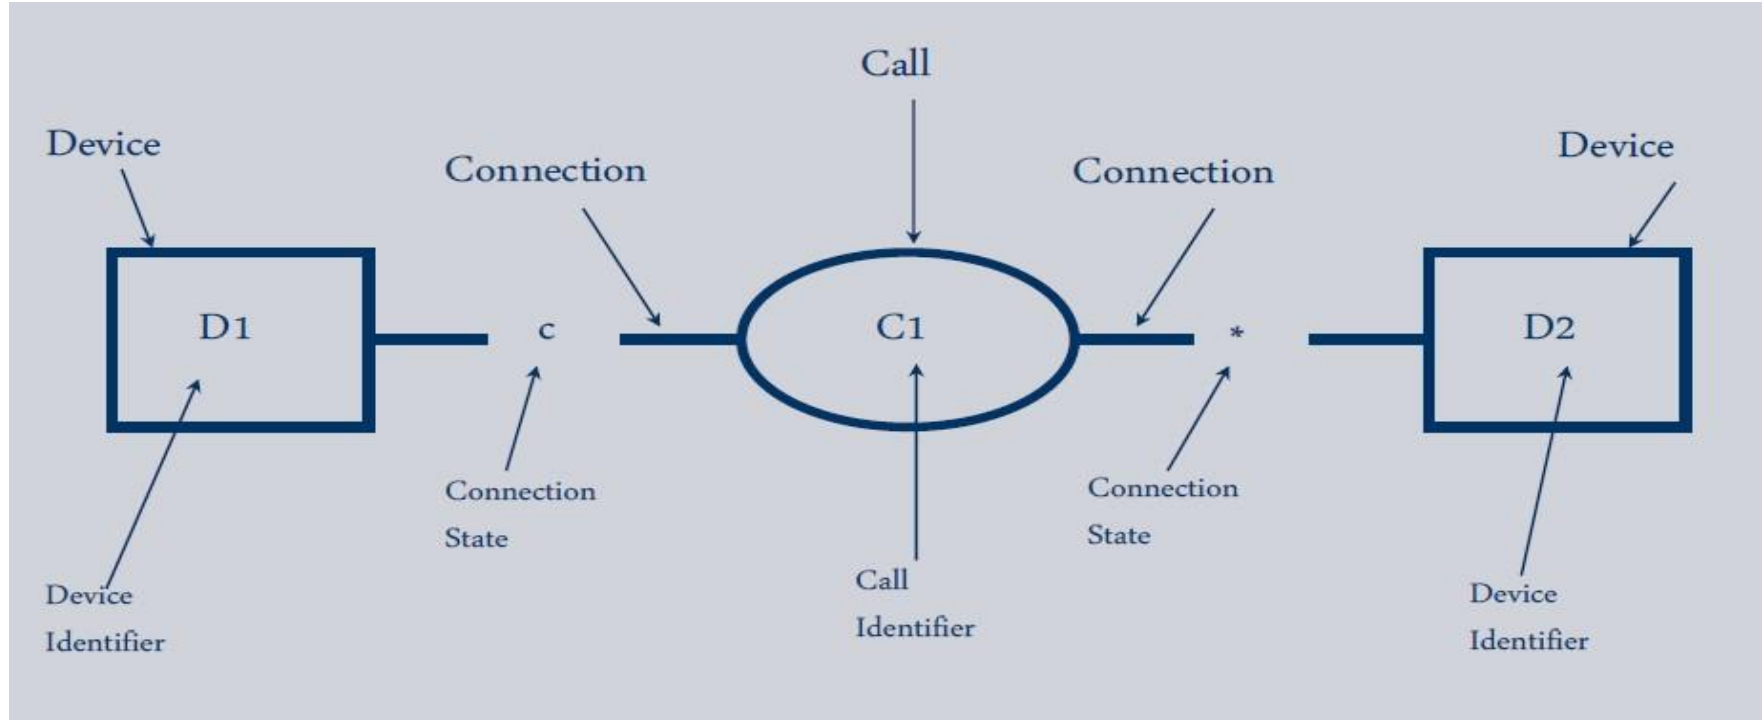 Call
Device
Device
Connection
Connection
D1
c
C1
*
D2
Connection
State
Connection
State
Call
Identifier
Device
Identifier
Device
Identifier